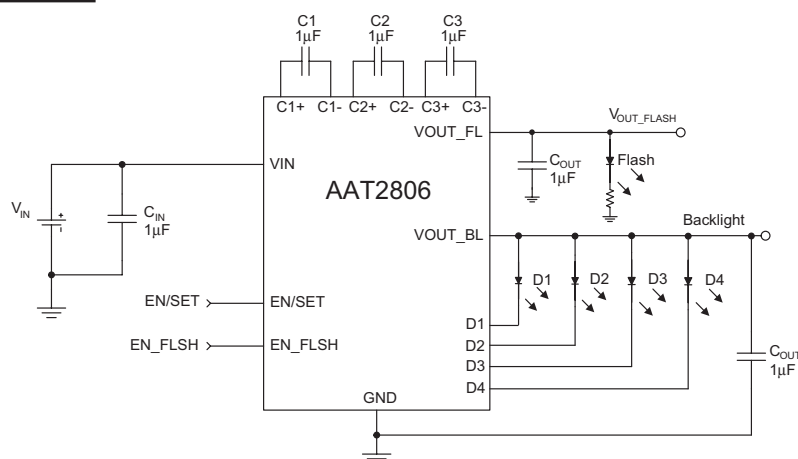 C1 C2 C3
1μF 1μF 1μF
C1+ C1- C2+ C2- C3+ C3-
VOUT_FL
VOUT_FLASH
VIN
COUT
1μF
Flash
AAT2806
VIN
+
-
CIN
1μF
VOUT_BL
Backlight
D1 D2 D3 D4
EN/SET
EN/SET
D1
EN_FLSH
EN_FLSH
D2
D3
D4
COUT
1μF
GND